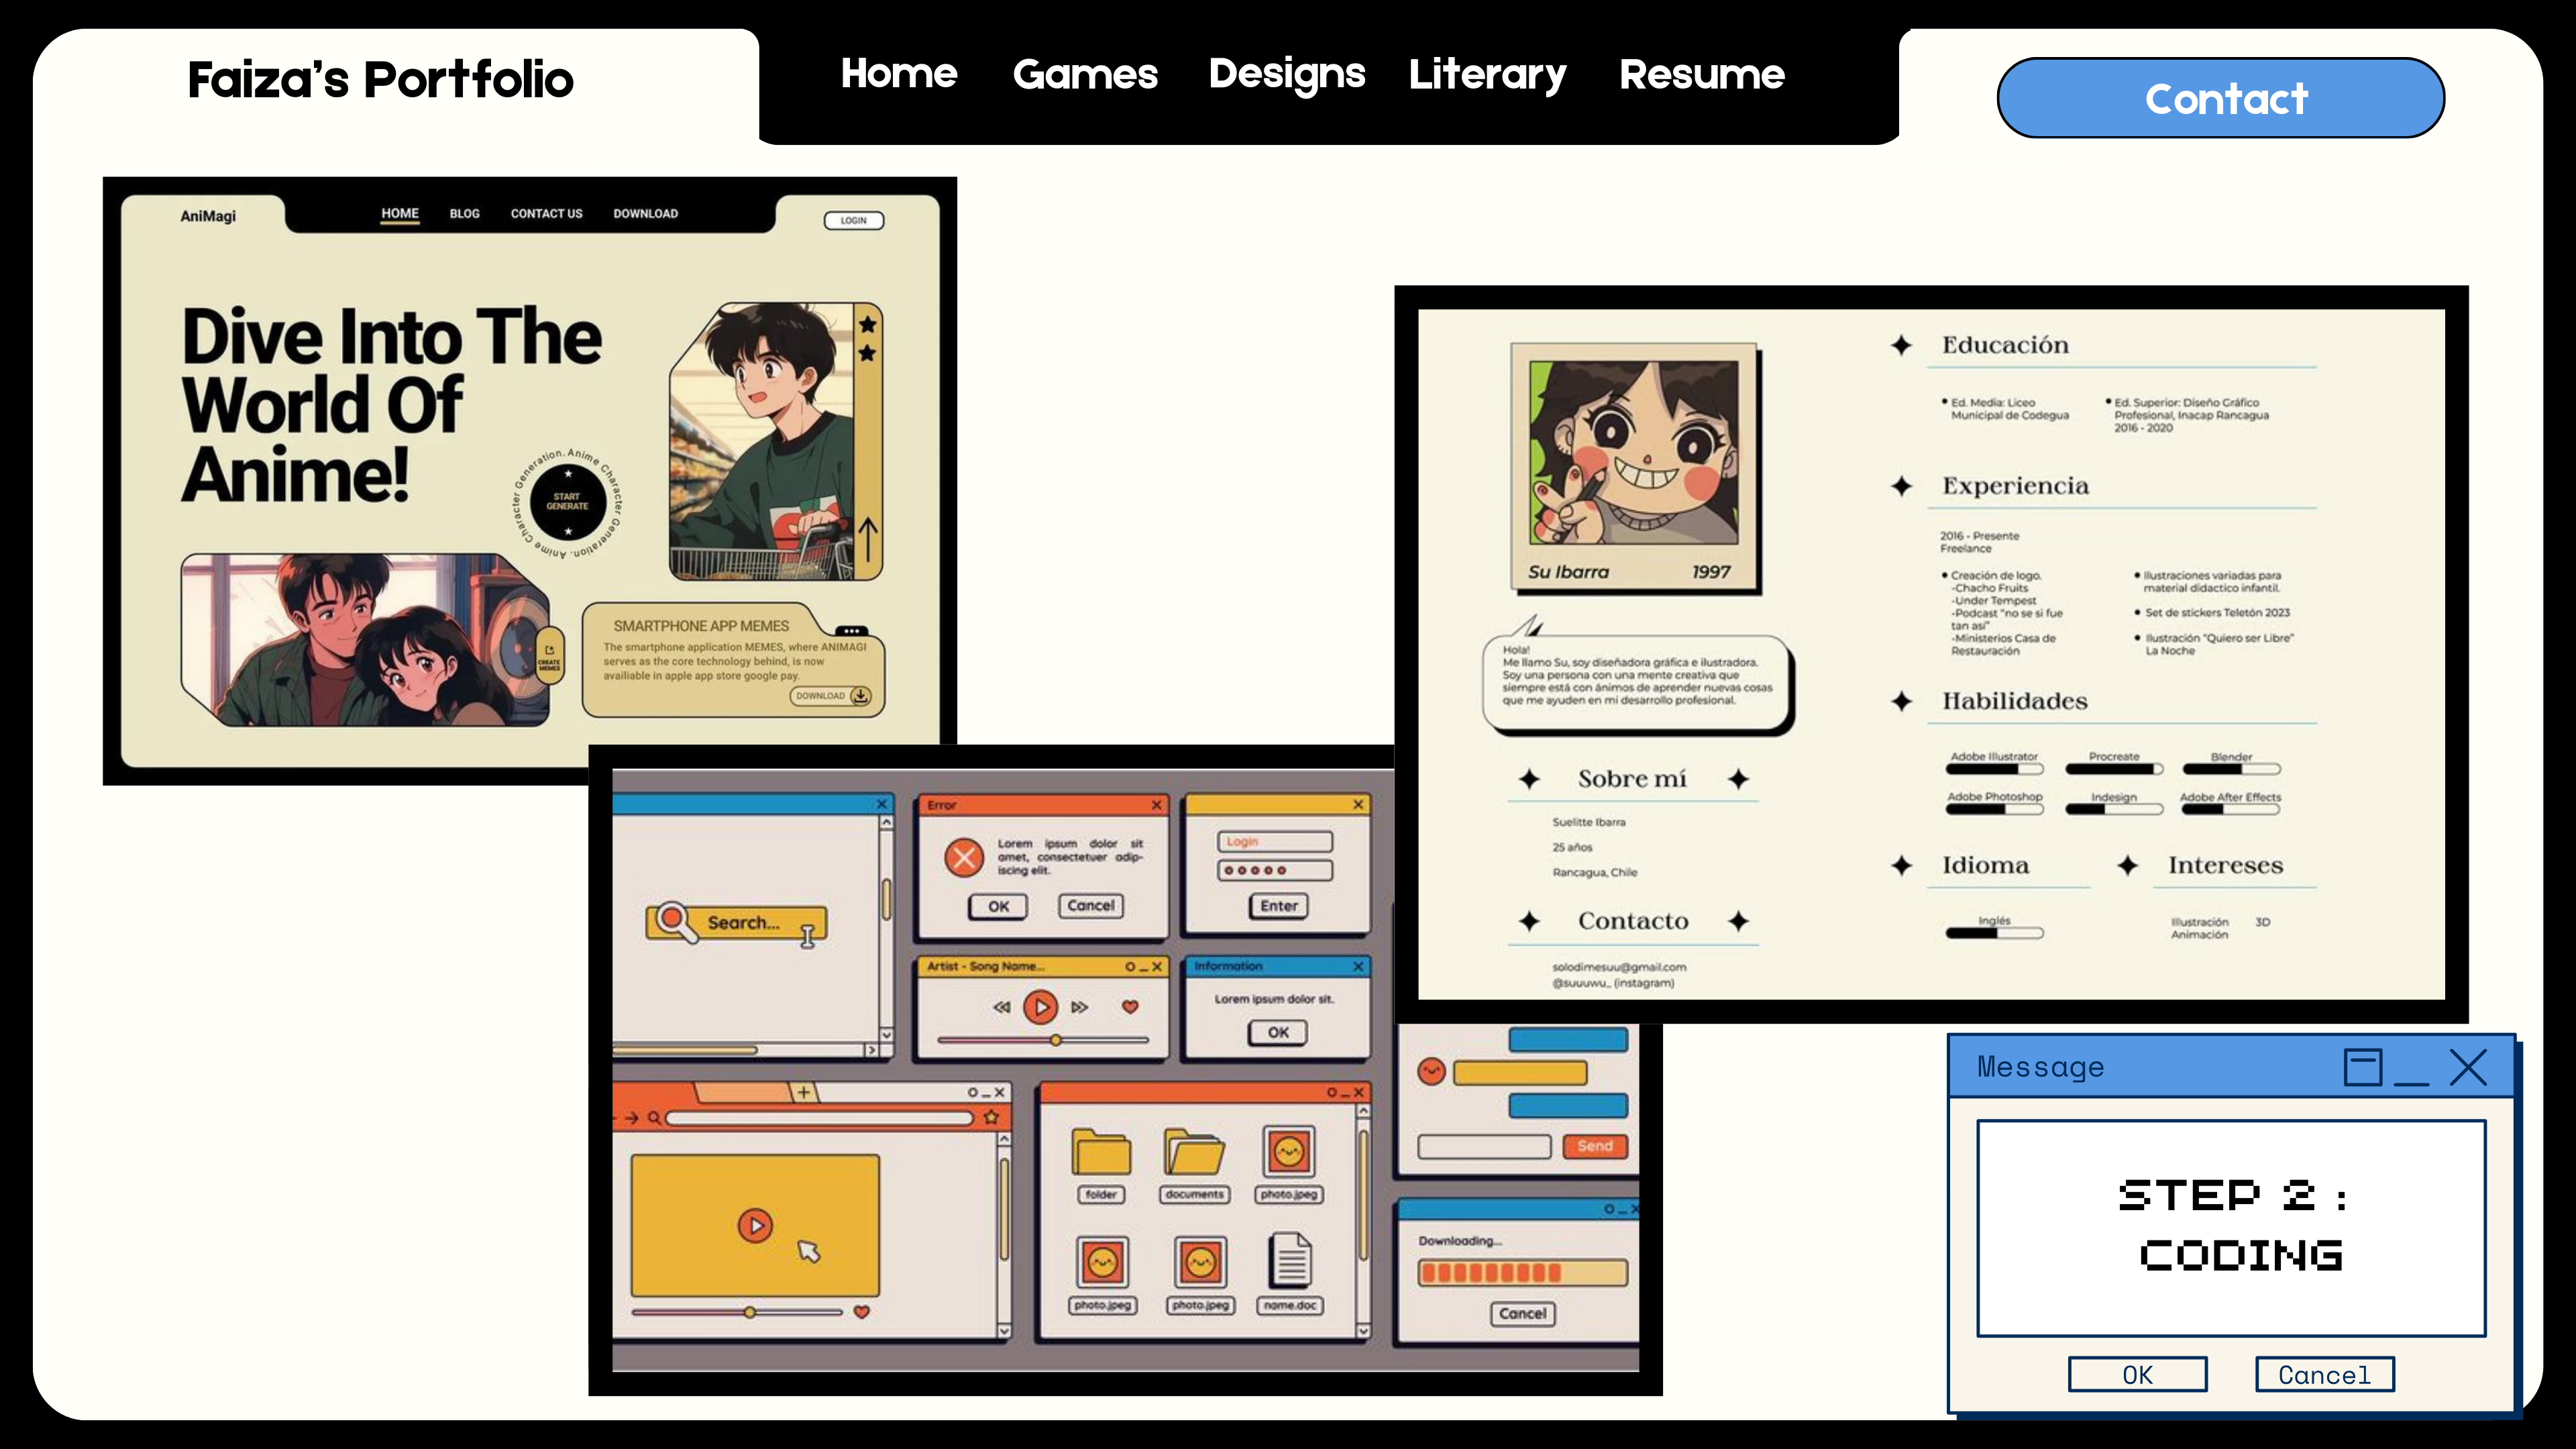 Faiza's Portfolio
Home
Games
Designs
Literary
Resume
Contact
AniMagi
HOME
BLOG
CONTACT US
DOWNLOAD
LOGIN
Dive Into The
World Of
Anime!
Anime Character Generation. Anime Character Generation.
START
GENERATE
CREATE
MEMES
SMARTPHONE APP MEMES
The smartphone application MEMES, where ANIMAGI
serves as the core technology behind, is now
availiable in apple app store google pay.
DOWNLOAD
Su Ibarra
1997
Hola!
Me llamo Su, soy diseñadora gráfica e ilustradora.
Soy una persona con una mente creativa que
siempre está con ánimos de aprender nuevas cosas
que me ayuden en mi desarrollo profesional.
Sobre mí
Suelitte Ibarra
25 años
Rancagua, Chile
Contacto
solodimesuu@gmail.com
@suuuwu_ (instagram)
Educación
Ed. Media: Liceo
Municipal de Codegua
Ed. Superior: Diseño Gráfico
Profesional, Inacap Rancagua
2016 - 2020
Experiencia
2016 - Presente
Freelance
Creación de logo.
-Chacho Fruits
-Under Tempest
-Podcast "no se si fue
tan asi"
-Ministerios Casa de
Restauración
Ilustraciones variadas para
material didactico infantil.
Set de stickers Teletón 2023
Ilustración "Quiero ser Libre"
La Noche
Habilidades
Adobe Illustrator
Procreate
Blender
Adobe Photoshop
Indesign
Adobe After Effects
Idioma
Inglés
Intereses
Illustración
3D
Animación
Search...
Error
Lorem ipsum dolor sit
amet, consectetuer adip-
iscing elit.
OK
Cancel
Login
Enter
Artist - Song Name...
Information
Lorem ipsum dolor sit.
OK
folder
documents
photo.jpeg
photo.jpeg
photo.jpeg
name.doc
Send
Downloading...
Cancel
Message
STEP 2 :
CODING
OK
Cancel